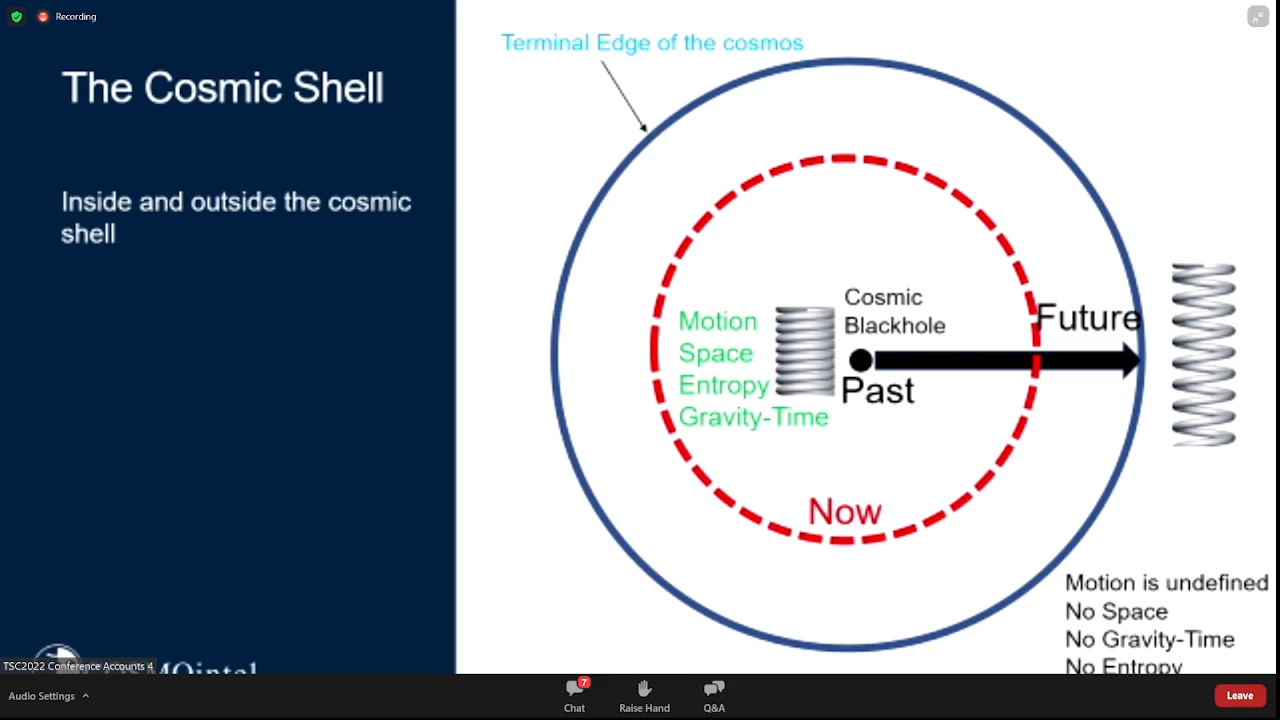 Recording
The Cosmic Shell
Inside and outside the cosmic
shell
Terminal Edge of the cosmos
Cosmic
Blackhole
Future
Motion
Space
Entropy
Gravity-Time
Past
Now
Motion is undefined
No Space
No Gravity-Time
No Entropy
TSC2022 Conference Accounts 4
Audio Settings
7
Chat
Raise Hand
Q&A
Leave